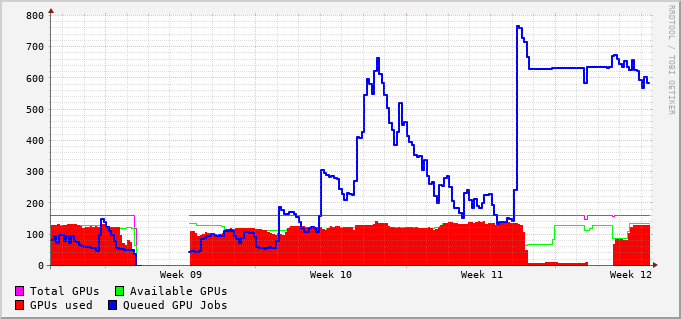 800
700
600
500
400
300
200
100
0
Week 09 Week 10 Week 11 Week 12
Total GPUs Available GPUs
GPUs used Queued GPU Jobs
RRDTOOL / TOBI OETIKER